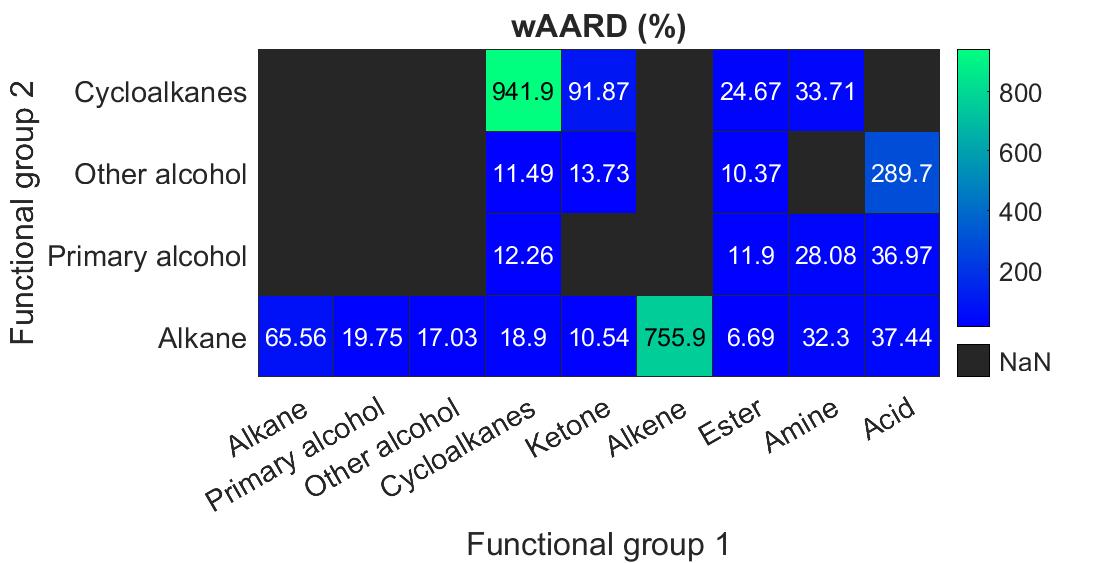 wAARD (%)
Functional group 2
Cycloalkanes
941.9 91.87 24.67 33.71
Other alcohol
11.49 13.73 10.37 289.7
Primary alcohol
12.26 11.9 28.08 36.97
Alkane
65.56 19.75 17.03 18.9 10.54 755.9 6.69 32.3 37.44
800
600
400
200
NaN
Alkane
Primary alcohol
Other alcohol
Cycloalkanes
Ketone
Alkene
Ester
Amine
Acid
Functional group 1